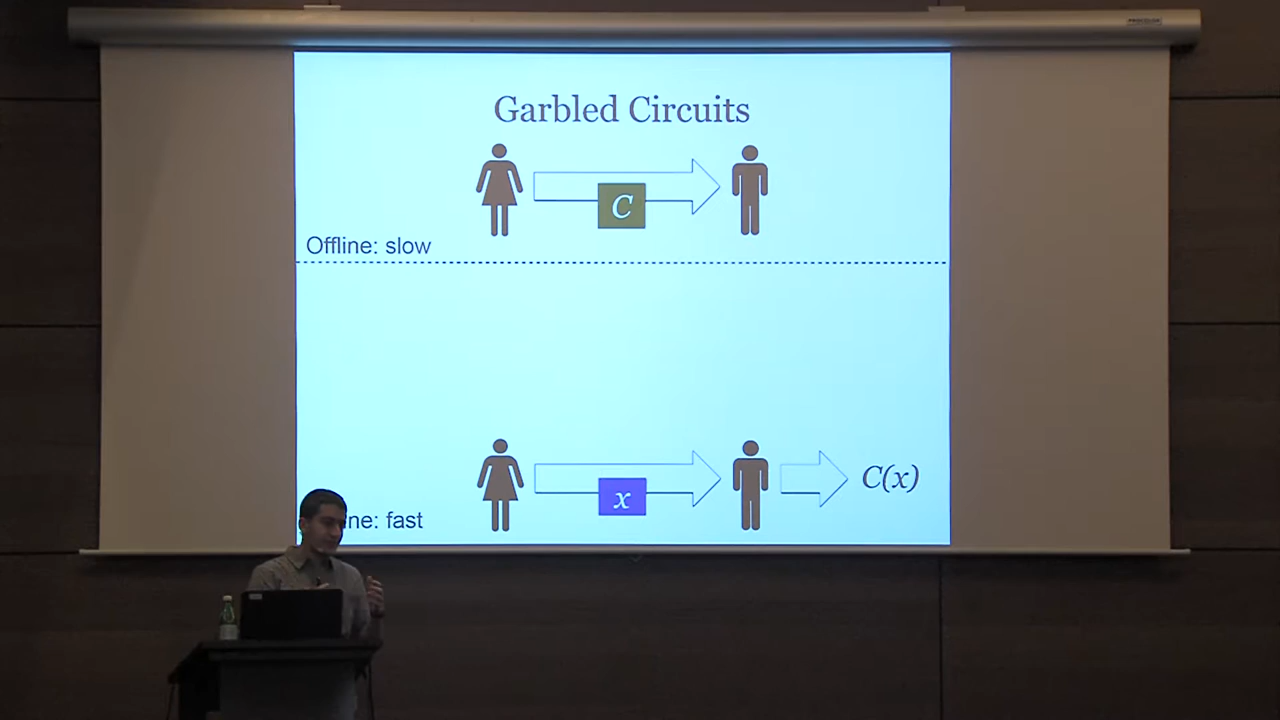 Garbled Circuits
C
Offline: slow
x
C(x)
ne: fast